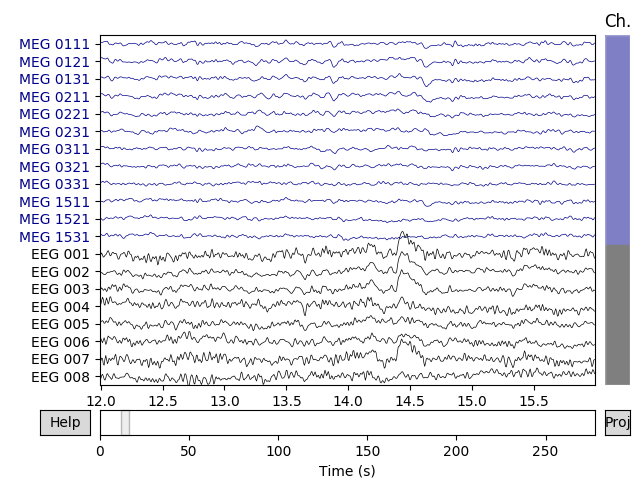 Ch.
MEG 0111
MEG 0121
MEG 0131
MEG 0211
MEG 0221
MEG 0231
MEG 0311
MEG 0321
MEG 0331
MEG 1511
MEG 1521
MEG 1531
EEG 001
EEG 002
EEG 003
EEG 004
EEG 005
EEG 006
EEG 007
EEG 008
12.0 12.5 13.0 13.5 14.0 14.5 15.0 15.5
Help
Proj
0 50 100 150 200 250
Time (s)